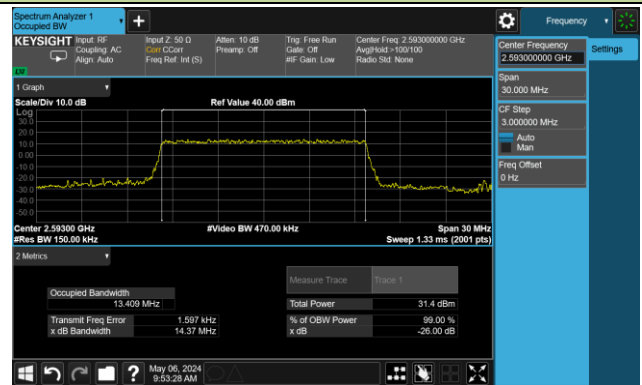 Spectrum Analyzer 1
Occupied BW
Frequency
KEYSIGHT
Input: RF
Coupling: AC
Align: Auto
Input Z: 50 Ω
Corr CCorr
Freq Ref: Int (S)
Atten: 10 dB
Preamp: Off
Trig: Free Run
Gate: Off
#IF Gain: Low
Center Freq: 2.593000000 GHz
Avg|Hold:>100/100
Radio Std: None
LVI
Center Frequency
2.593000000 GHz
Settings
Span
30.000 MHz
CF Step
3.000000 MHz
Auto
Man
Freq Offset
0 Hz
1 Graph
Scale/Div 10.0 dB
Ref Value 40.00 dBm
Log
30.0
20.0
10.0
0.00
-10.0
-20.0
-30.0
-40.0
-50.0
Center 2.59300 GHz
#Video BW 470.00 kHz
Span 30 MHz
#Res BW 150.00 kHz
Sweep 1.33 ms (2001 pts)
2 Metrics
Measure Trace
Trace 1
Occupied Bandwidth
13.409 MHz
Total Power
31.4 dBm
Transmit Freq Error
1.597 kHz
% of OBW Power
99.00 %
x dB Bandwidth
14.37 MHz
x dB
-26.00 dB
?
May 06, 2024
9:53:28 AM